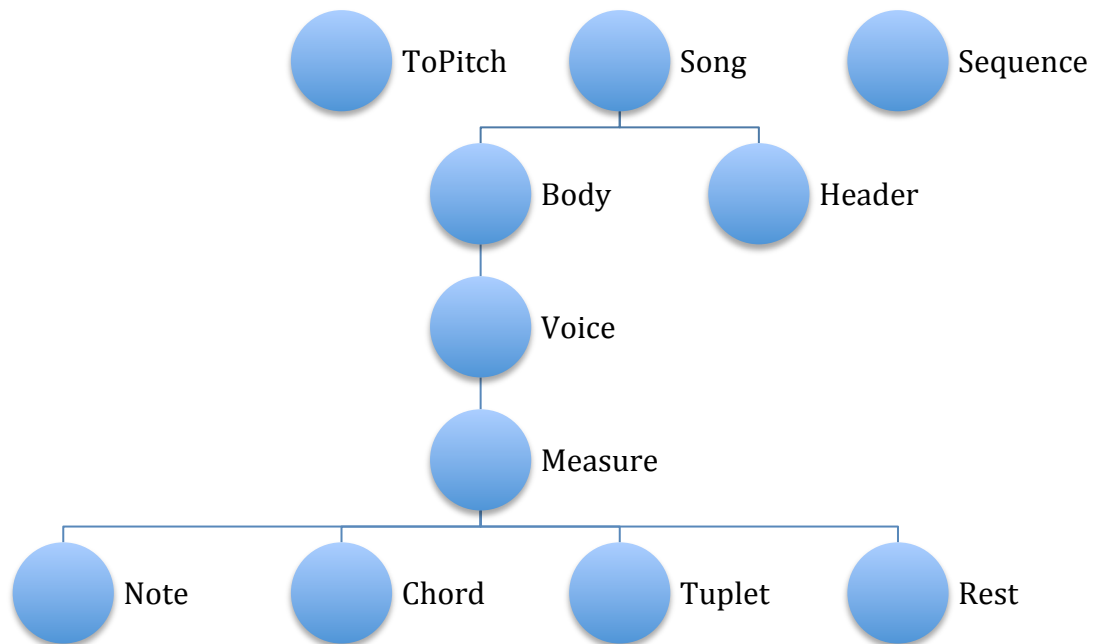 ToPitch
Song
Sequence
Body
Header
Voice
Measure
Note
Chord
Tuplet
Rest